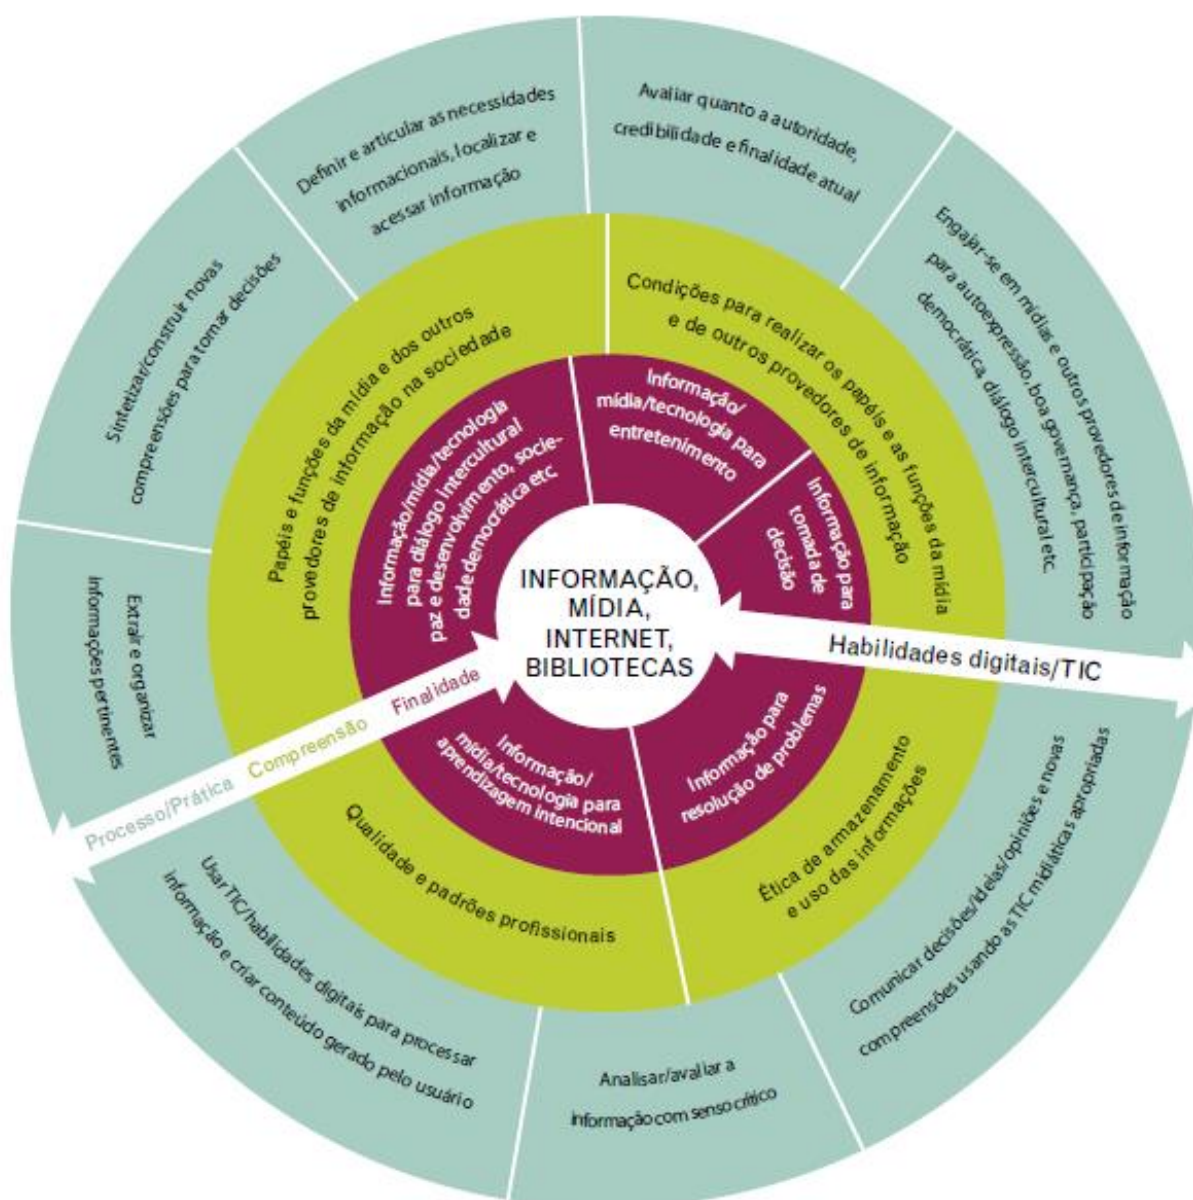 Definir e articular as necessidades
informacionais, localizar e
acessar informação
Avaliar quanto a autoridade,
credibilidade e finalidade atual
Engajar-se em mídias e outros provedores de informação
para autoexpressão, boa governança, participação
democrática, diálogo intercultural etc.
Comunicar decisões/ideias/opiniões e novas
compreensões usando as TIC midiáticas apropriadas
Analisar/avaliar a
informação com senso crítico
Usar TIC/habilidades digitais para processar
informação e criar conteúdo gerado pelo usuário
Extrair e organizar
informações pertinentes
Sintetizar/construir novas
compreensões para tomar decisões
Papéis e funções da mídia e dos outros
provedores de informação na sociedade
Condições para realizar os papéis e as funções da mídia
e de outros provedores de informação
Ética de armazenamento
e uso das informações
Qualidade e padrões profissionais
Informação/mídia/tecnologia
para diálogo intercultural
paz e desenvolvimento, socie-
dade democrática etc.
Informação/
mídia/tecnologia para
entretenimento
Informação para
tomada de
decisão
Informação para
resolução de problemas
Informação/
mídia/tecnologia para
aprendizagem intencional
INFORMAÇÃO,
MÍDIA,
INTERNET,
BIBLIOTECAS
Habilidades digitais/TIC
Processo/Prática Compreensão Finalidade